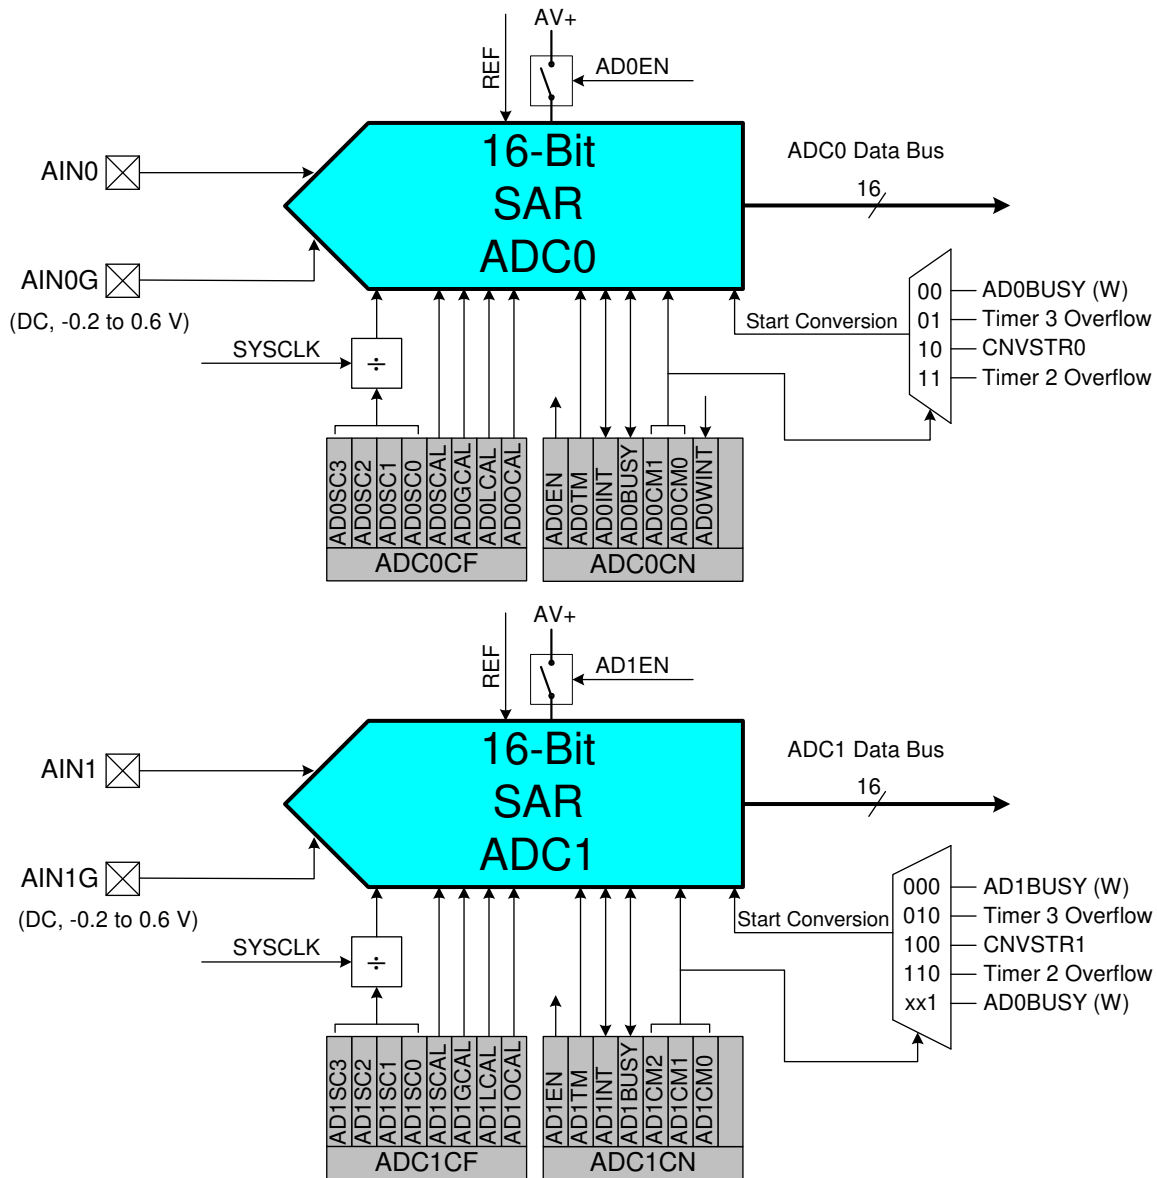 AV+
REF
AD0EN
16-Bit
SAR
ADC0
ADC0 Data Bus
16
AIN0
AIN0G
(DC, -0.2 to 0.6 V)
SYSCLK
÷
Start Conversion
00 AD0BUSY (W)
01 Timer 3 Overflow
10 CNVSTR0
11 Timer 2 Overflow
AD0SC3
AD0SC2
AD0SC1
AD0SC0
AD0SCAL
AD0GCAL
AD0LCAL
AD0OCAL
ADC0CF
AD0EN
AD0TM
AD0INT
AD0BUSY
AD0CM1
AD0CM0
AD0WINT
ADC0CN
AV+
REF
AD1EN
16-Bit
SAR
ADC1
ADC1 Data Bus
16
AIN1
AIN1G
(DC, -0.2 to 0.6 V)
SYSCLK
÷
Start Conversion
000 AD1BUSY (W)
010 Timer 3 Overflow
100 CNVSTR1
110 Timer 2 Overflow
xx1 AD0BUSY (W)
AD1SC3
AD1SC2
AD1SC1
AD1SC0
AD1SCAL
AD1GCAL
AD1LCAL
AD1OCAL
ADC1CF
AD1EN
AD1TM
AD1INT
AD1BUSY
AD1CM2
AD1CM1
AD1CM0
ADC1CN